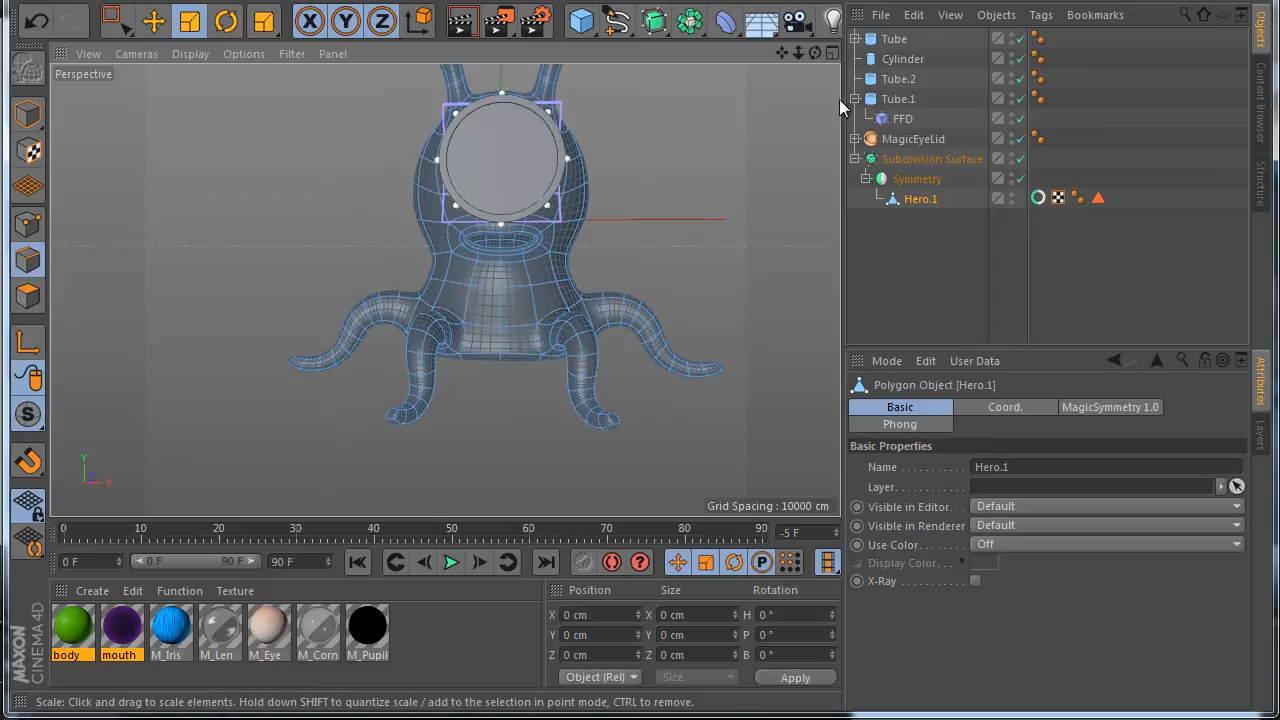 File Edit View Objects Tags Bookmarks
View Cameras Display Options Filter Panel
Perspective
Tube
Cylinder
Tube.2
Tube.1
FFD
MagicEyeLid
Subdivision Surface
Symmetry
Hero.1
Objects
Content Browser
Structure
Y
X
Grid Spacing : 10000 cm
0 10 20 30 40 50 60 70 80 90 -5 F
0 F 0 F 90 F 90 F
Mode Edit User Data
Polygon Object [Hero.1]
Basic Coord. MagicSymmetry 1.0
Phong
Basic Properties
Name Hero.1
Layer
Visible in Editor Default
Visible in Renderer Default
Use Color Off
Display Color
X-Ray
Attributes
Layers
Create Edit Function Texture
body mouth M_Iris M_Len M_Eye M_Corn M_Pupil
Position Size Rotation
X 0 cm X 0 cm H 0 °
Y 0 cm Y 0 cm P 0 °
Z 0 cm Z 0 cm B 0 °
Object (Rel) Size Apply
MAXON CINEMA 4D
Scale: Click and drag to scale elements. Hold down SHIFT to quantize scale / add to the selection in point mode, CTRL to remove.